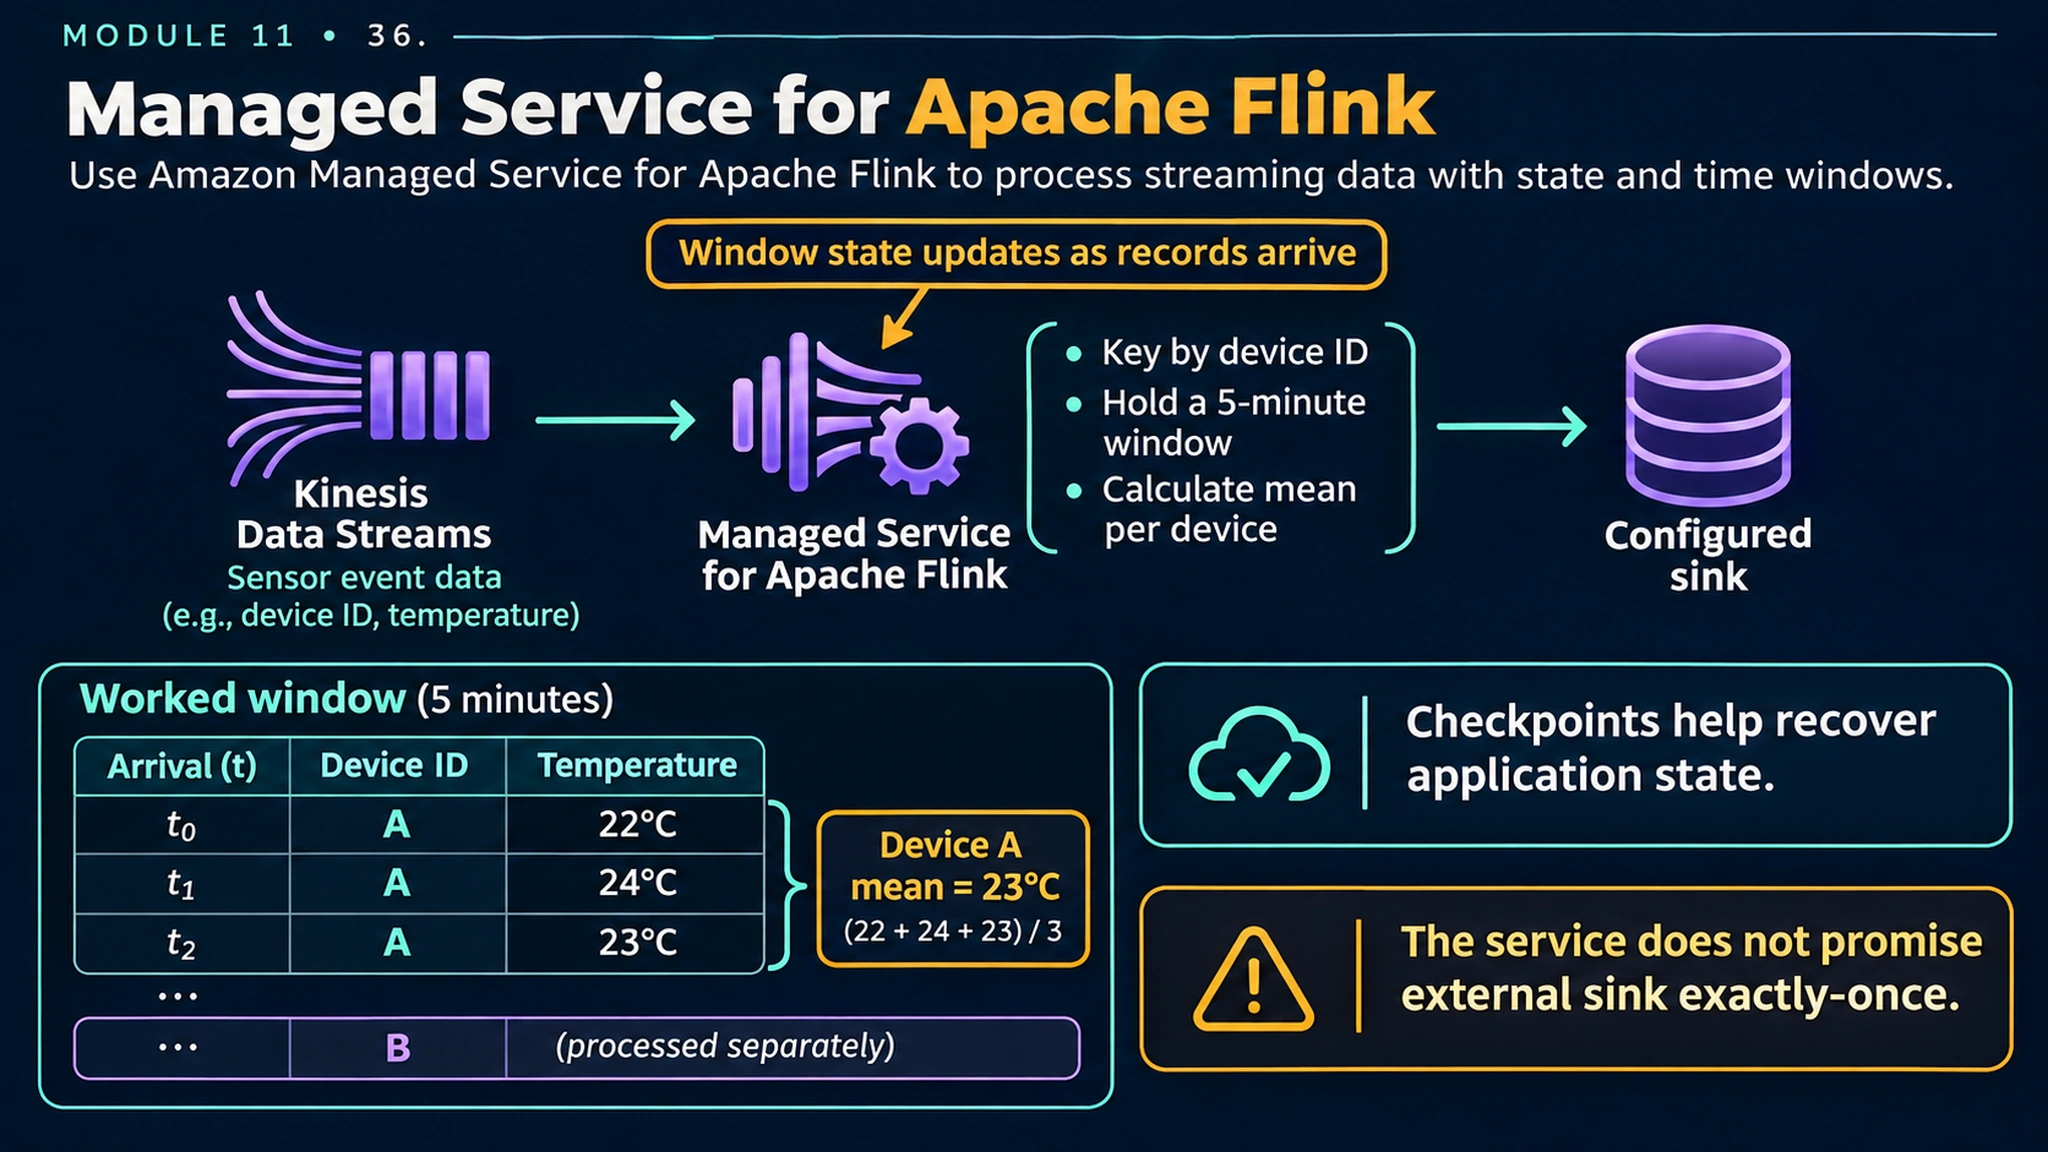 MODULE 11 • 36.
Managed Service for Apache Flink
Use Amazon Managed Service for Apache Flink to process streaming data with state and time windows.
Window state updates as records arrive
Kinesis
Data Streams
Sensor event data
(e.g., device ID, temperature)
Managed Service
for Apache Flink
• Key by device ID
• Hold a 5-minute
window
• Calculate mean
per device
Configured
sink
Worked window (5 minutes)
Arrival (t) Device ID Temperature
t₀ A 22°C
t₁ A 24°C
t₂ A 23°C
...
... B (processed separately)
Device A
mean = 23°C
(22 + 24 + 23) / 3
Checkpoints help recover
application state.
The service does not promise
external sink exactly-once.